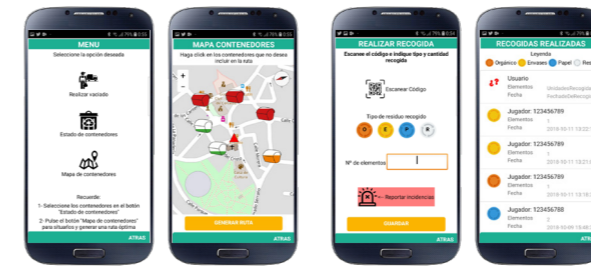 MENU
Seleccione la opción deseada
Realizar vaciado
Estado de contenedores
Mapa de contenedores
Recuerde:
1- Seleccione los contenedores en el botón
"Estado de contenedores"
2- Pulse el botón "Mapa de contenedores"
para situarlos y generar una ruta óptima
ATRAS
MAPA CONTENEDORES
Haga click en los contenedores que no desea
incluir en la ruta
+
-
GENERAR RUTA
ATRAS
REALIZAR RECOGIDA
Escanee el código e indique tipo y cantidad
recogida
Escanear Código
Tipo de residuo recogido
O E P R
Nº de elementos
Reportar incidencias
GUARDAR
ATRAS
RECOGIDAS REALIZADAS
Leyenda
Orgánico Envases Papel
Usuario
Elementos
Fecha
Jugador: 123456789
Elementos 1
Fecha
Jugador: 123456789
Elementos 1
Fecha
Jugador: 123456789
Elementos 1
Fecha
Jugador: 123456788
Elementos
Fecha